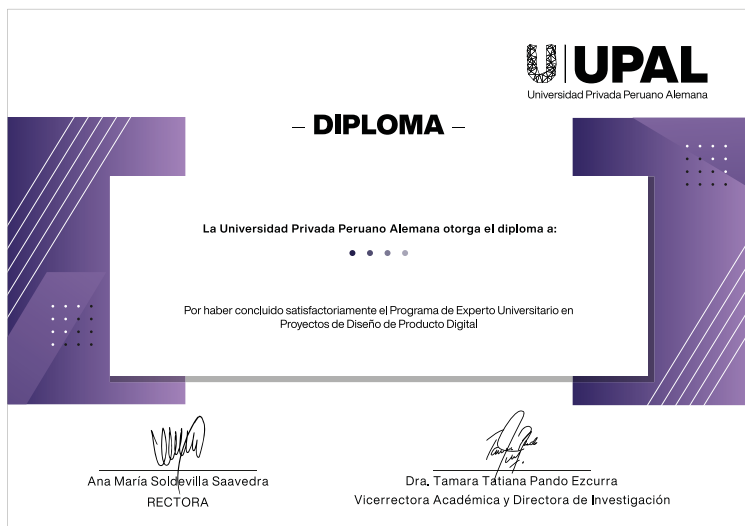 UPAL
Universidad Privada Peruano Alemana
– DIPLOMA –
La Universidad Privada Peruano Alemana otorga el diploma a:
Por haber concluido satisfactoriamente el Programa de Experto Universitario en
Proyectos de Diseño de Producto Digital
Ana María Soldevilla Saavedra
RECTORA
Dra. Tamara Tatiana Pando Ezcurra
Vicerrectora Académica y Directora de Investigación